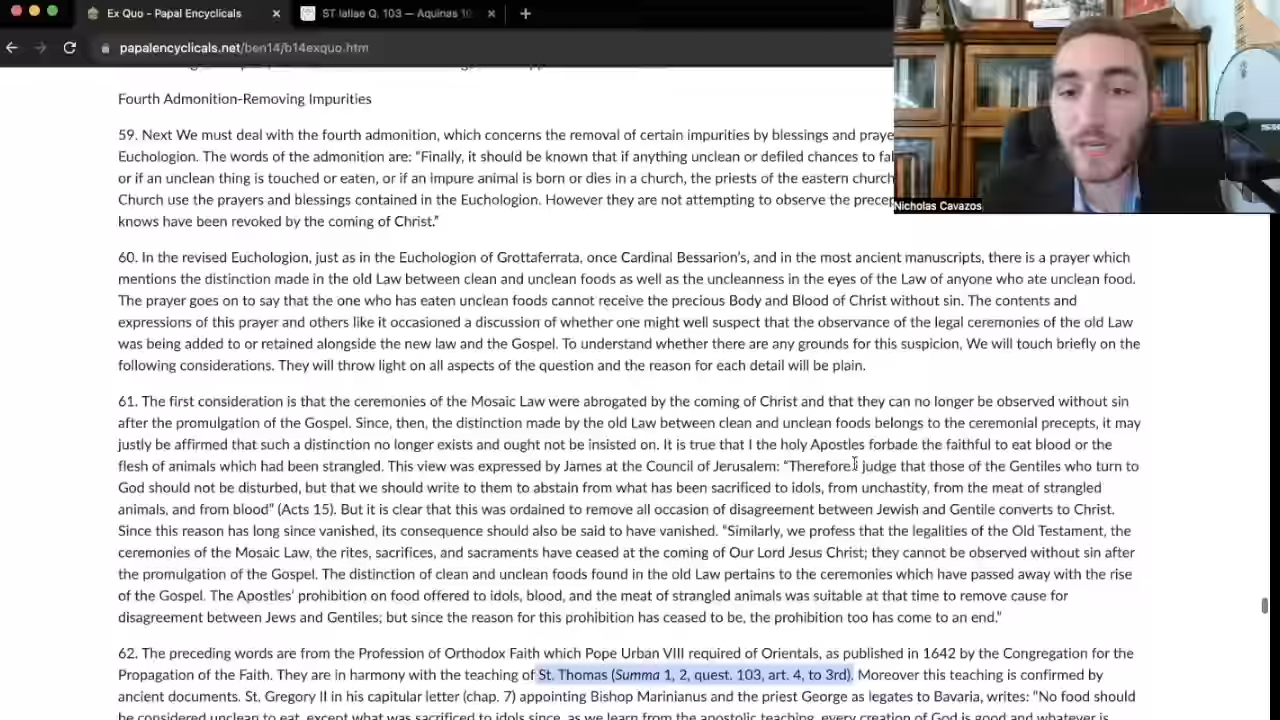 Ex Quo - Papal Encyclicals
ST IaIIae Q. 103 — Aquinas 10
papalencyclicals.net/ben14/b14exquo.htm
Nicholas Cavazos
Fourth Admonition-Removing Impurities
59. Next We must deal with the fourth admonition, which concerns the removal of certain impurities by blessings and praye
Euchologion. The words of the admonition are: “Finally, it should be known that if anything unclean or defiled chances to fal
or if an unclean thing is touched or eaten, or if an impure animal is born or dies in a church, the priests of the eastern church
Church use the prayers and blessings contained in the Euchologion. However they are not attempting to observe the precep
knows have been revoked by the coming of Christ.”
60. In the revised Euchologion, just as in the Euchologion of Grottaferrata, once Cardinal Bessarion’s, and in the most ancient manuscripts, there is a prayer which
mentions the distinction made in the old Law between clean and unclean foods as well as the uncleanness in the eyes of the Law of anyone who ate unclean food.
The prayer goes on to say that the one who has eaten unclean foods cannot receive the precious Body and Blood of Christ without sin. The contents and
expressions of this prayer and others like it occasioned a discussion of whether one might well suspect that the observance of the legal ceremonies of the old Law
was being added to or retained alongside the new law and the Gospel. To understand whether there are any grounds for this suspicion, We will touch briefly on the
following considerations. They will throw light on all aspects of the question and the reason for each detail will be plain.
61. The first consideration is that the ceremonies of the Mosaic Law were abrogated by the coming of Christ and that they can no longer be observed without sin
after the promulgation of the Gospel. Since, then, the distinction made by the old Law between clean and unclean foods belongs to the ceremonial precepts, it may
justly be affirmed that such a distinction no longer exists and ought not be insisted on. It is true that I the holy Apostles forbade the faithful to eat blood or the
flesh of animals which had been strangled. This view was expressed by James at the Council of Jerusalem: “Therefore I judge that those of the Gentiles who turn to
God should not be disturbed, but that we should write to them to abstain from what has been sacrificed to idols, from unchastity, from the meat of strangled
animals, and from blood” (Acts 15). But it is clear that this was ordained to remove all occasion of disagreement between Jewish and Gentile converts to Christ.
Since this reason has long since vanished, its consequence should also be said to have vanished. “Similarly, we profess that the legalities of the Old Testament, the
ceremonies of the Mosaic Law, the rites, sacrifices, and sacraments have ceased at the coming of Our Lord Jesus Christ; they cannot be observed without sin after
the promulgation of the Gospel. The distinction of clean and unclean foods found in the old Law pertains to the ceremonies which have passed away with the rise
of the Gospel. The Apostles’ prohibition on food offered to idols, blood, and the meat of strangled animals was suitable at that time to remove cause for
disagreement between Jews and Gentiles; but since the reason for this prohibition has ceased to be, the prohibition too has come to an end.”
62. The preceding words are from the Profession of Orthodox Faith which Pope Urban VIII required of Orientals, as published in 1642 by the Congregation for the
Propagation of the Faith. They are in harmony with the teaching of St. Thomas (Summa 1, 2, quest. 103, art. 4, to 3rd). Moreover this teaching is confirmed by
ancient documents. St. Gregory II in his capitular letter (chap. 7) appointing Bishop Marinianus and the priest George as legates to Bavaria, writes: “No food should
be considered unclean to eat, except what was sacrificed to idols since, as we learn from the apostolic teaching, every creation of God is good and whatever is